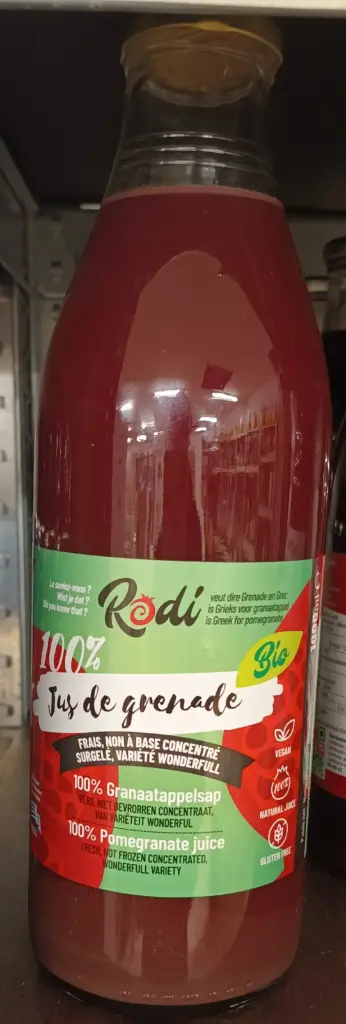 Le saviez-vous ?
Wist je dat ?
Did you know that ?
Rodi
veut dire Grenade en Grec
is Grieks voor granaatappel
is Greek for pomegranate
100%
Bio
Jus de grenade
FRAIS, NON À BASE CONCENTRÉ
SURGELÉ, VARIÉTÉ WONDERFULL
100% Granaatappelsap
VERS, NIET BEVRORREN CONCENTRAAT,
VAN VARIËTEIT WONDERFUL
100% Pomegranate juice
FRESH, NOT FROZEN CONCENTRATED,
WONDERFULL VARIETY
VEGAN
100%
NATURAL JUICE
GLUTEN FREE
1000ml e